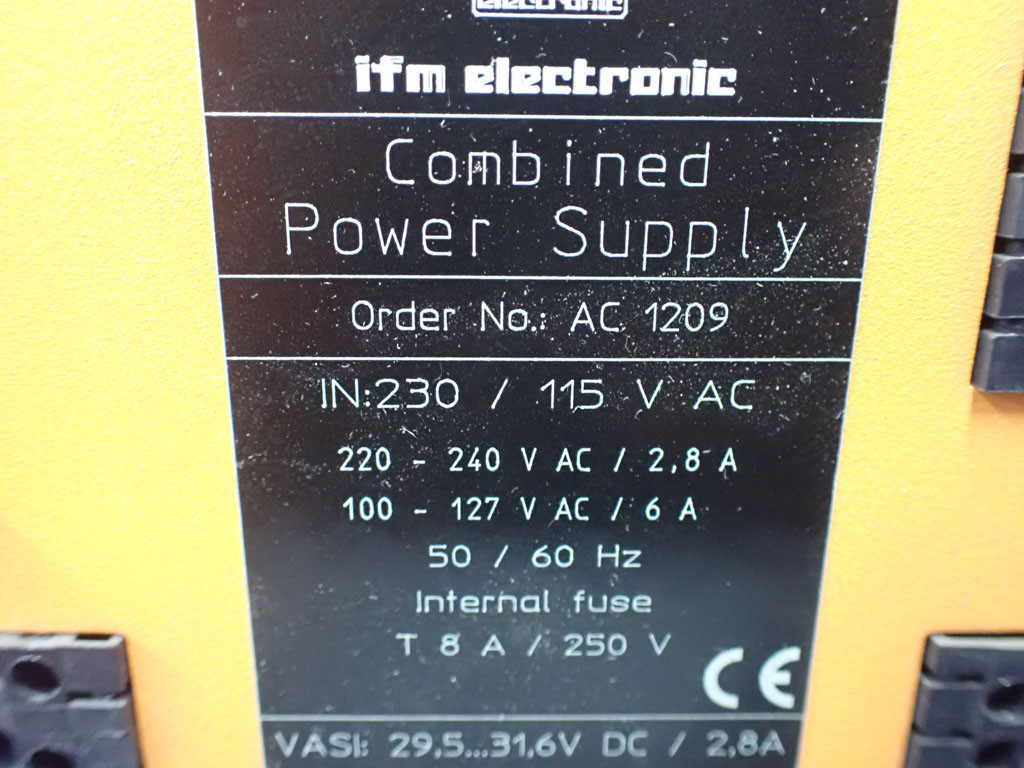 electronic
ifm electronic
Combined
Power Supply
Order No.: AC 1209
IN:230 / 115 V AC
220 - 240 V AC / 2,8 A
100 - 127 V AC / 6 A
50 / 60 Hz
Internal fuse
T 8 A / 250 V
CE
VASI: 29,5...31,6V DC / 2,8A